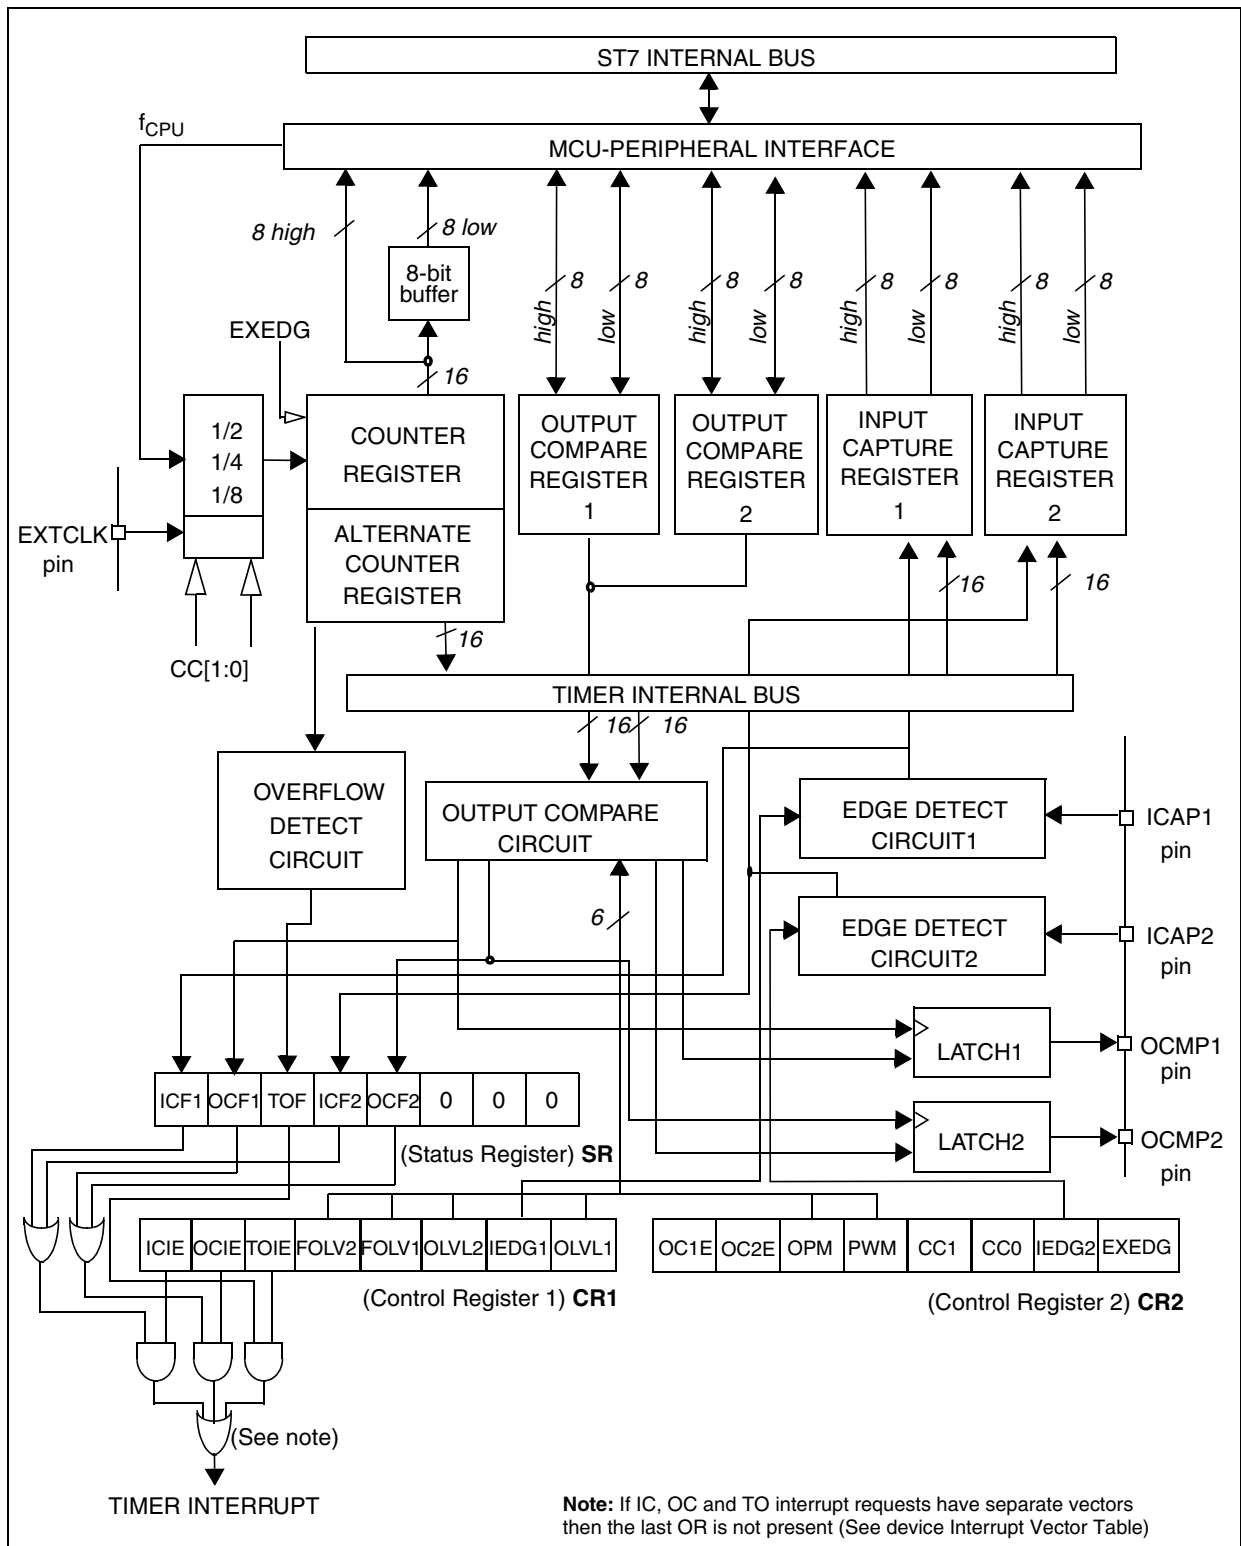 ST7 INTERNAL BUS
fCPU
MCU-PERIPHERAL INTERFACE
8 high
8 low
8-bit
buffer
8
8
8
8
8
8
8
8
high
low
high
low
high
low
high
low
EXEDG
16
1/2
1/4
1/8
COUNTER
REGISTER
OUTPUT
COMPARE
REGISTER
1
OUTPUT
COMPARE
REGISTER
2
INPUT
CAPTURE
REGISTER
1
INPUT
CAPTURE
REGISTER
2
EXTCLK
pin
ALTERNATE
COUNTER
REGISTER
16
16
16
CC[1:0]
TIMER INTERNAL BUS
16
16
OVERFLOW
DETECT
CIRCUIT
OUTPUT COMPARE
CIRCUIT
EDGE DETECT
CIRCUIT1
ICAP1
pin
6
EDGE DETECT
CIRCUIT2
ICAP2
pin
LATCH1
OCMP1
pin
ICF1 OCF1 TOF ICF2 OCF2 0 0 0
(Status Register) SR
LATCH2
OCMP2
pin
ICIE OCIE TOIE FOLV2 FOLV1 OLVL2 IEDG1 OLVL1
(Control Register 1) CR1
OC1E OC2E OPM PWM CC1 CC0 IEDG2 EXEDG
(Control Register 2) CR2
(See note)
TIMER INTERRUPT
Note: If IC, OC and TO interrupt requests have separate vectors
then the last OR is not present (See device Interrupt Vector Table)